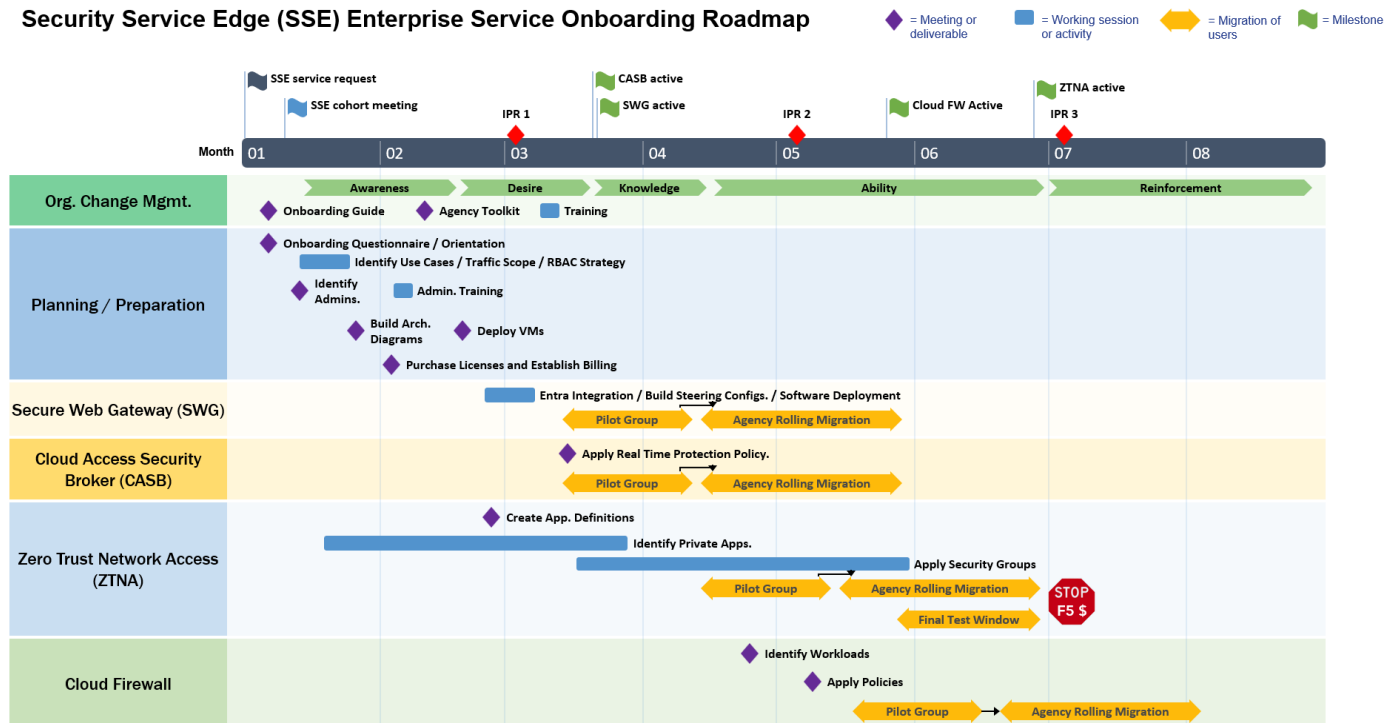 Security Service Edge (SSE) Enterprise Service Onboarding Roadmap
= Meeting or
deliverable
= Working session
or activity
= Migration of
users
= Milestone
SSE service request
CASB active
ZTNA active
SSE cohort meeting
SWG active
Cloud FW Active
IPR 1
IPR 2
IPR 3
Month
01
02
03
04
05
06
07
08
Org. Change Mgmt.
Awareness
Desire
Knowledge
Ability
Reinforcement
Onboarding Guide
Agency Toolkit
Training
Planning / Preparation
Onboarding Questionnaire / Orientation
Identify Use Cases / Traffic Scope / RBAC Strategy
Identify
Admins.
Admin. Training
Build Arch.
Diagrams
Deploy VMs
Purchase Licenses and Establish Billing
Secure Web Gateway (SWG)
Entra Integration / Build Steering Configs. / Software Deployment
Pilot Group
Agency Rolling Migration
Cloud Access Security
Broker (CASB)
Apply Real Time Protection Policy.
Pilot Group
Agency Rolling Migration
Zero Trust Network Access
(ZTNA)
Create App. Definitions
Identify Private Apps.
Apply Security Groups
Pilot Group
Agency Rolling Migration
Final Test Window
STOP
F5 $
Cloud Firewall
Identify Workloads
Apply Policies
Pilot Group
Agency Rolling Migration